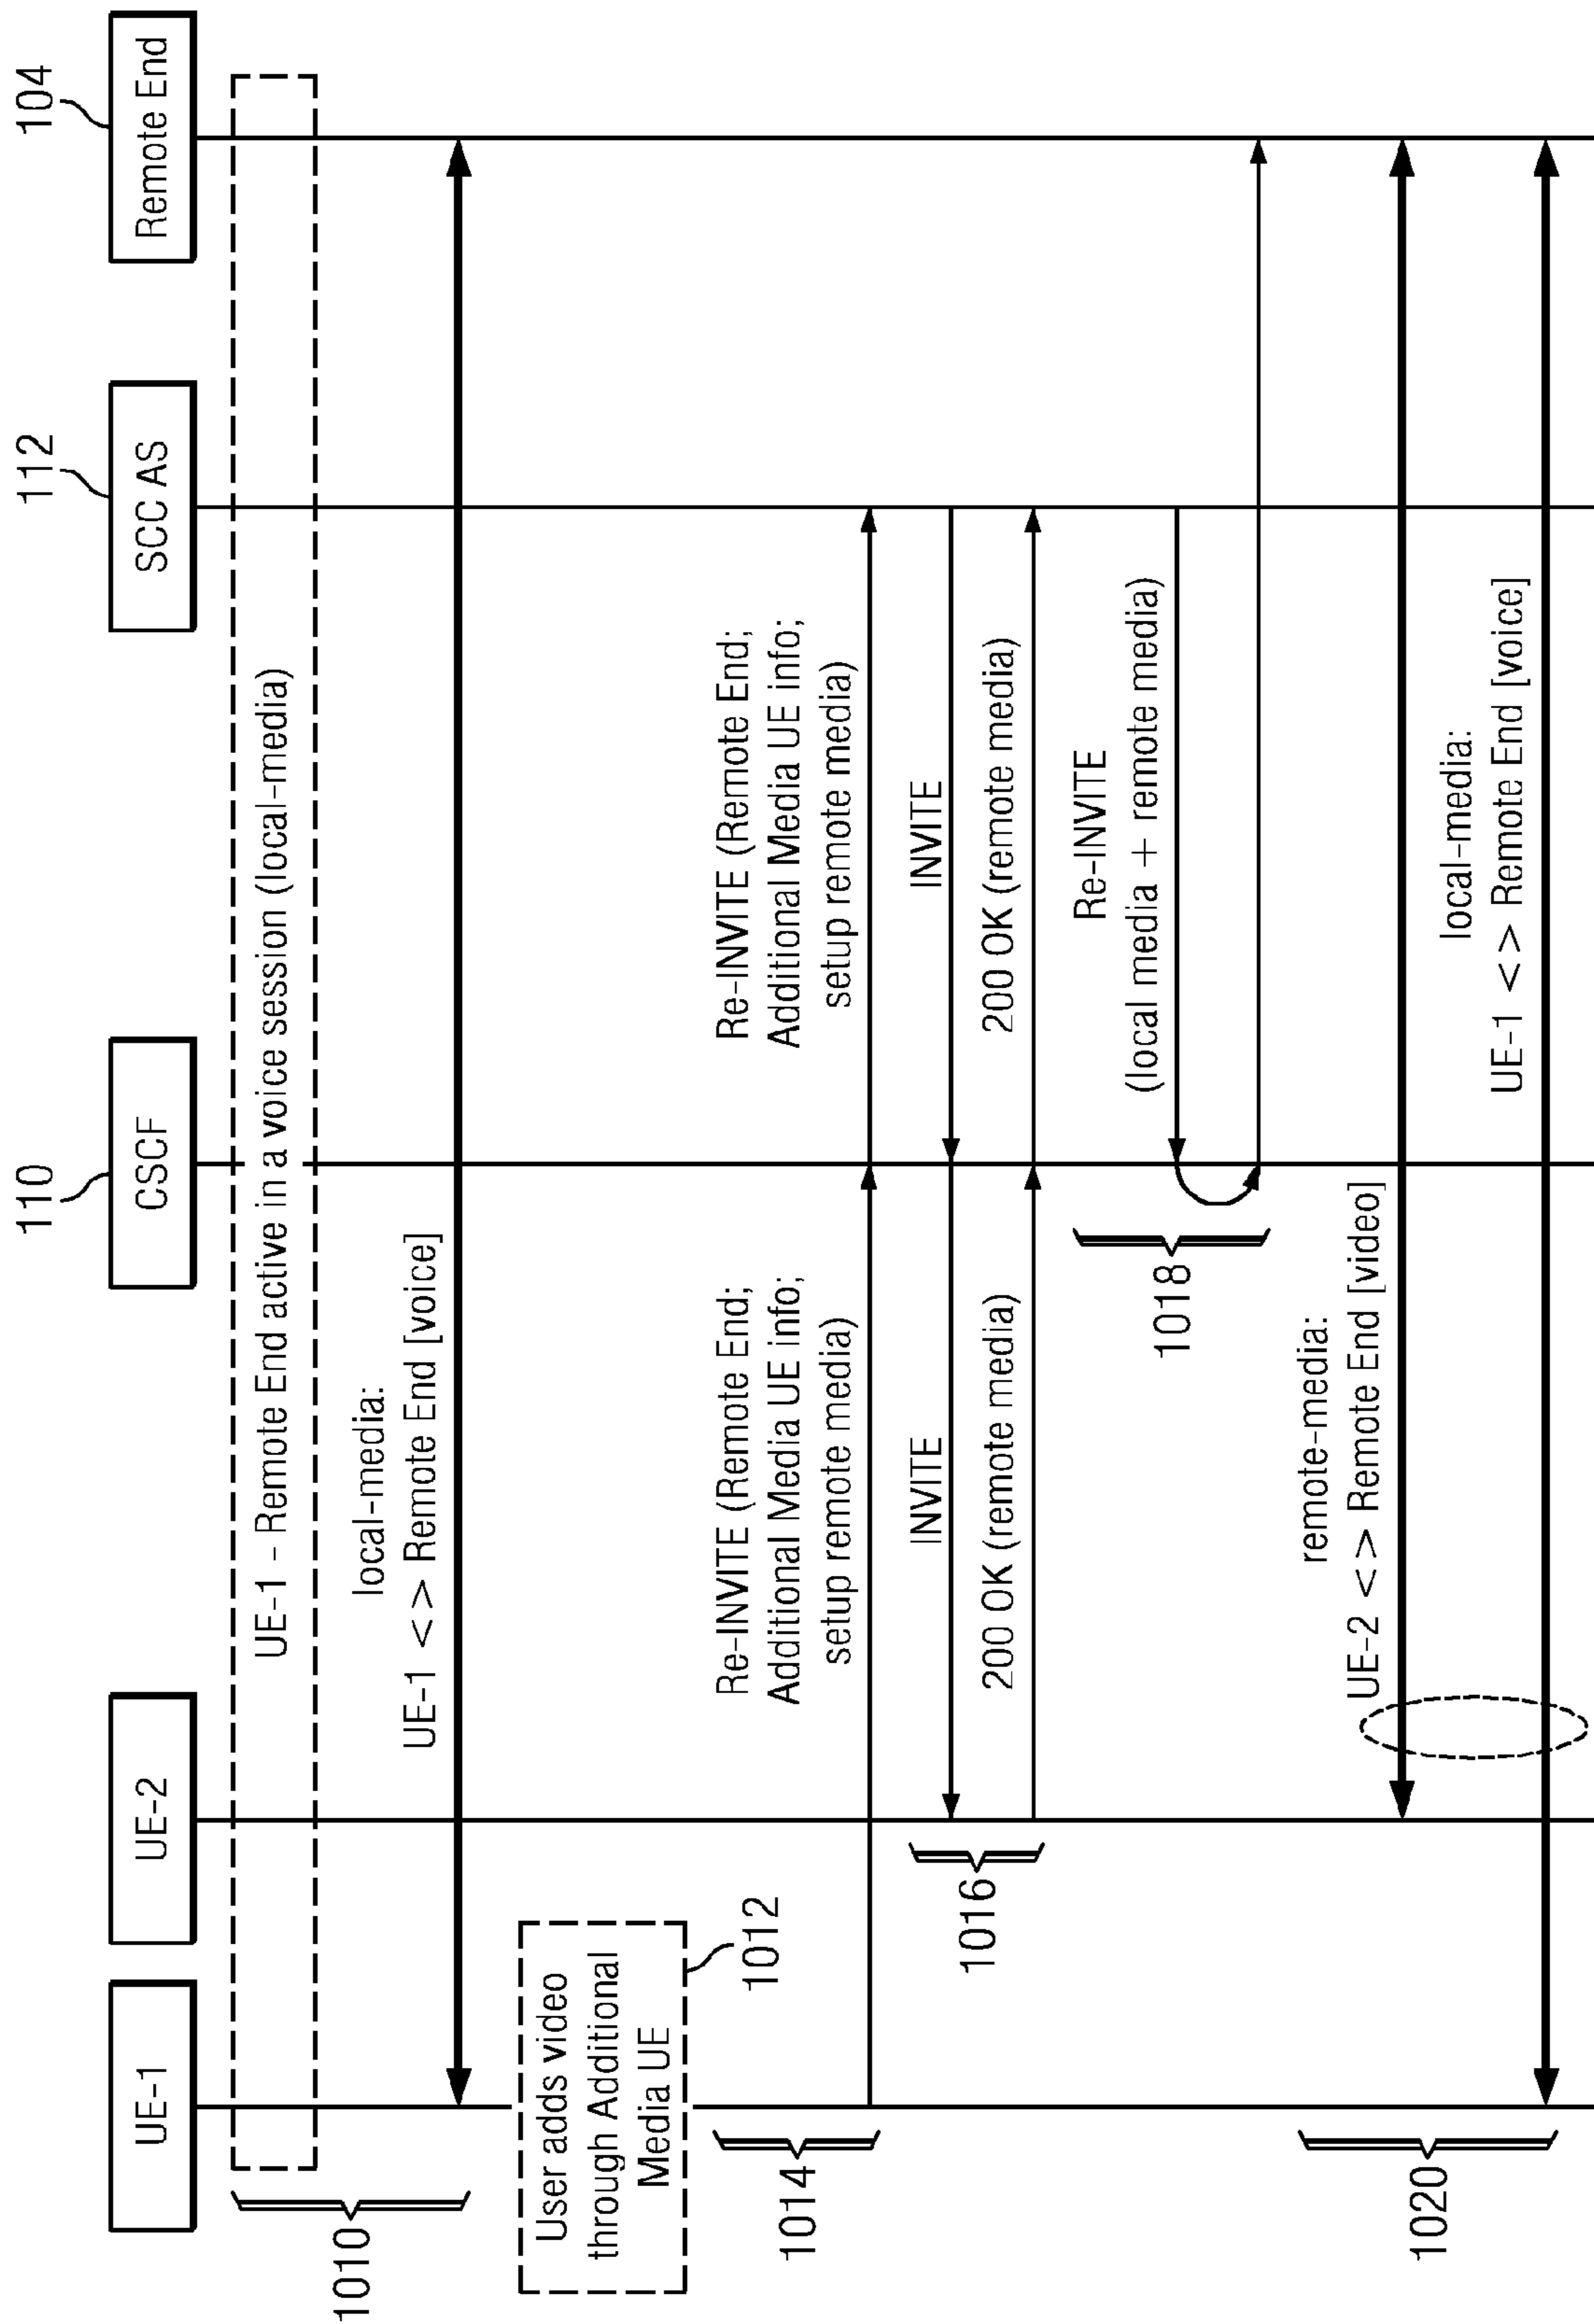 UE-1
UE-2
110
CSCF
112
SCC AS
104
Remote End
UE-1 - Remote End active in a voice session (local-media)
1010
local-media:
UE-1 <> Remote End [voice]
User adds video
through Additional
Media UE
1012
1014
Re-INVITE (Remote End;
Additional Media UE info;
setup remote media)
Re-INVITE (Remote End;
Additional Media UE info;
setup remote media)
1016
INVITE
INVITE
200 OK (remote media)
200 OK (remote media)
1018
Re-INVITE
(local media + remote media)
1020
remote-media:
UE-2 <> Remote End [video]
local-media:
UE-1 <> Remote End [voice]